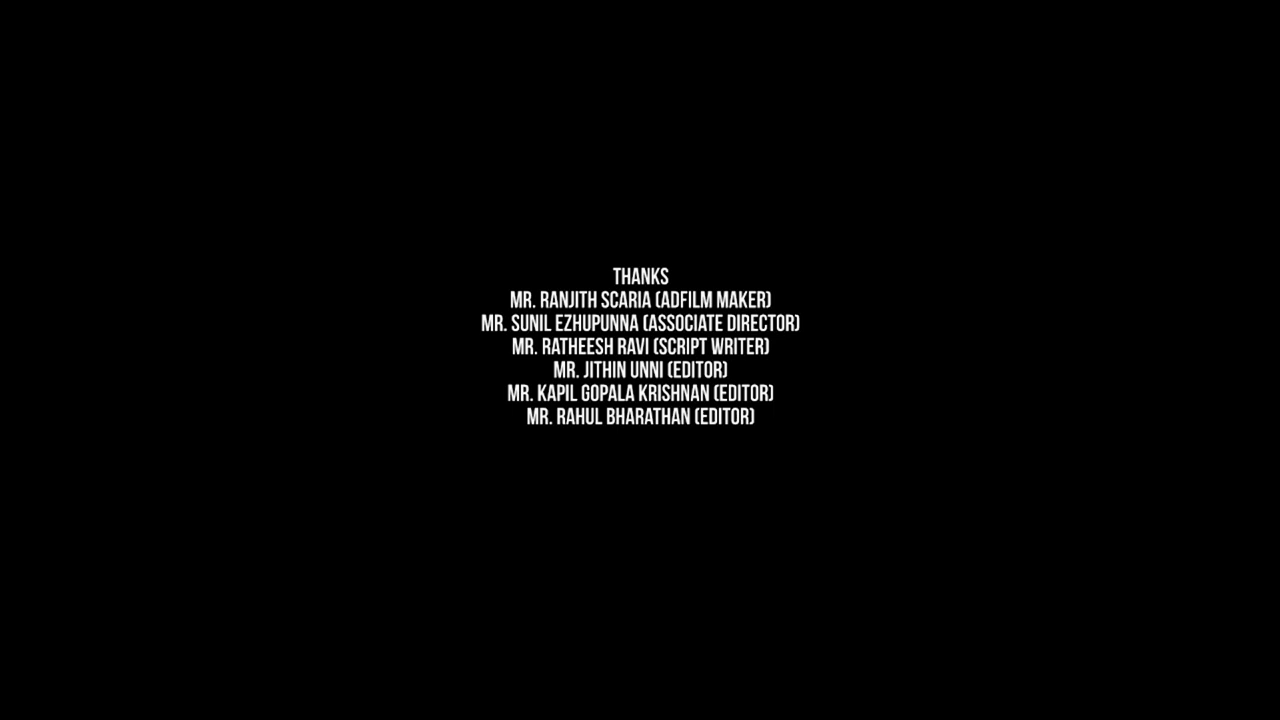 THANKS
MR. RANJITH SCARIA (ADFILM MAKER)
MR. SUNIL EZHUPUNNA (ASSOCIATE DIRECTOR)
MR. RATHEESH RAVI (SCRIPT WRITER)
MR. JITHIN UNNI (EDITOR)
MR. KAPIL GOPALA KRISHNAN (EDITOR)
MR. RAHUL BHARATHAN (EDITOR)